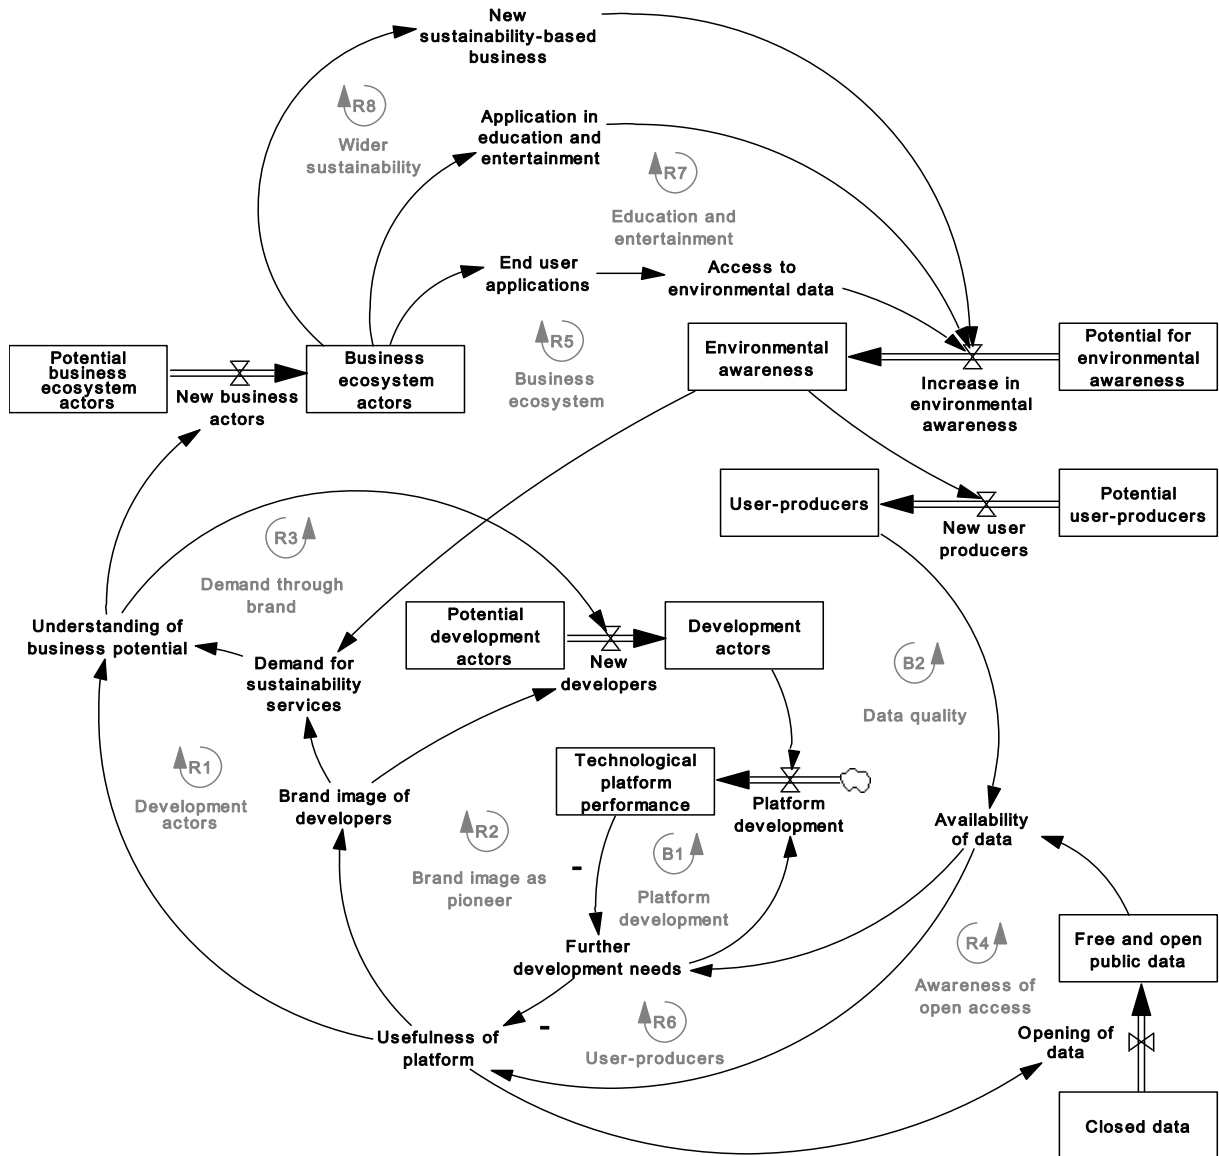 New
sustainability-based
business
R8
Wider
sustainability
Application in
education and
entertainment
R7
Education and
entertainment
End user
applications
Access to
environmental data
R5
Business
ecosystem
Potential
business
ecosystem
actors
New business
actors
Business
ecosystem
actors
Environmental
awareness
Increase in
environmental
awareness
Potential for
environmental
awareness
User-producers
New user
producers
Potential
user-producers
R3
Demand through
brand
Understanding of
business potential
Demand for
sustainability
services
Potential
development
actors
New
developers
Development
actors
B2
Data quality
R1
Development
actors
Brand image of
developers
R2
Brand image as
pioneer
Technological
platform
performance
Platform
development
B1
Platform
development
-
Availability
of data
Further
development needs
R4
Awareness of
open access
Free and open
public data
Usefulness of
platform
-
R6
User-producers
Opening of
data
Closed data